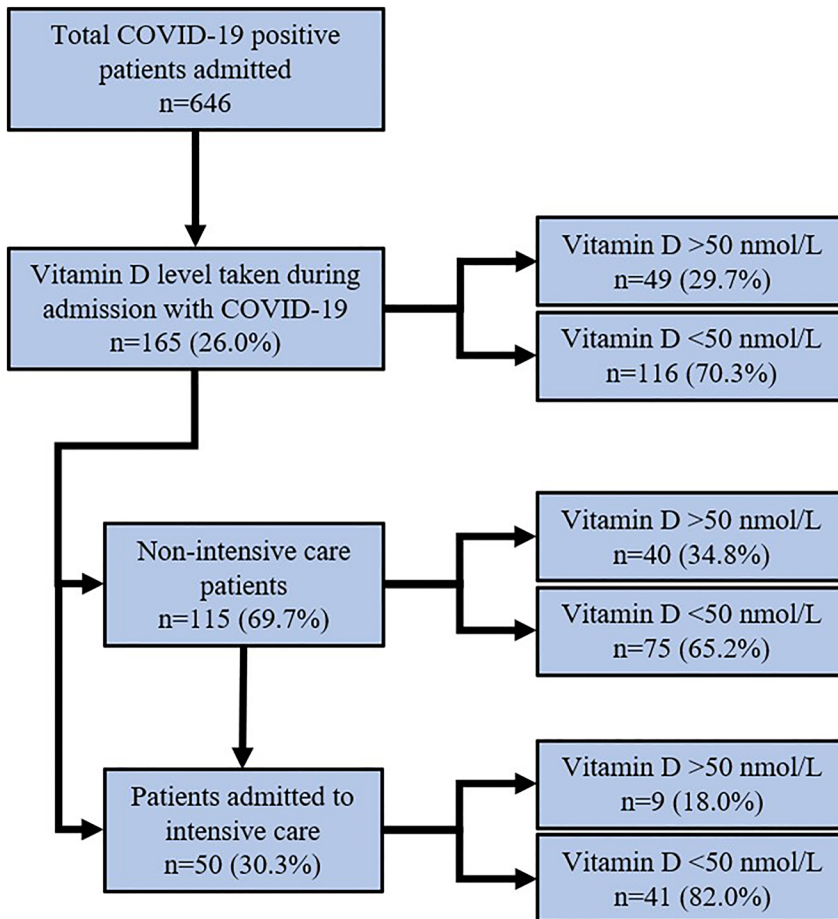 Total COVID-19 positive
patients admitted
n=646
Vitamin D level taken during
admission with COVID-19
n=165 (26.0%)
Vitamin D >50 nmol/L
n=49 (29.7%)
Vitamin D <50 nmol/L
n=116 (70.3%)
Non-intensive care
patients
n=115 (69.7%)
Vitamin D >50 nmol/L
n=40 (34.8%)
Vitamin D <50 nmol/L
n=75 (65.2%)
Patients admitted to
intensive care
n=50 (30.3%)
Vitamin D >50 nmol/L
n=9 (18.0%)
Vitamin D <50 nmol/L
n=41 (82.0%)